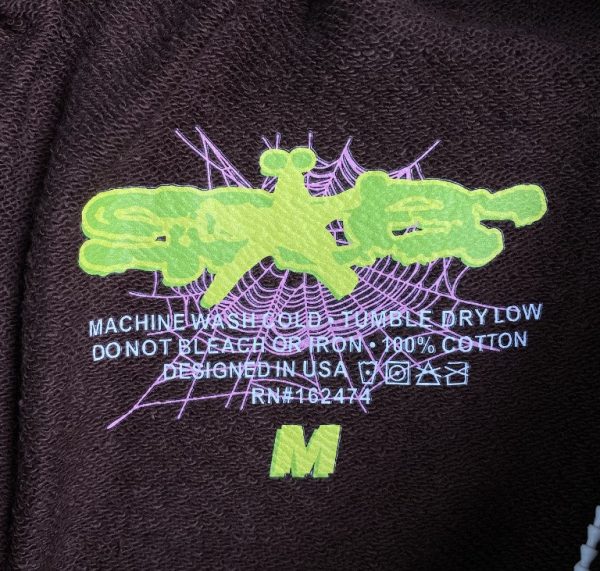 MACHINE WASH COLD • TUMBLE DRY LOW
DO NOT BLEACH OR IRON • 100% COTTON
DESIGNED IN USA
RN#162474
M